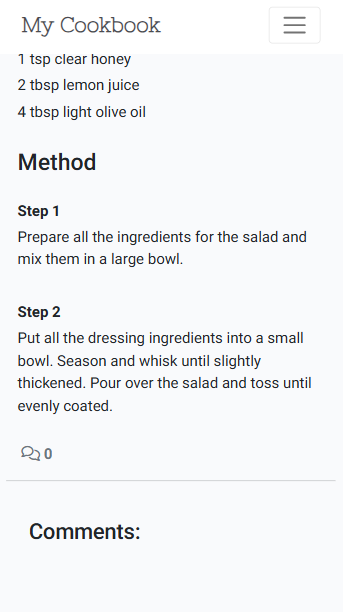 My Cookbook
1 tsp clear honey
2 tbsp lemon juice
4 tbsp light olive oil
Method
Step 1
Prepare all the ingredients for the salad and
mix them in a large bowl.
Step 2
Put all the dressing ingredients into a small
bowl. Season and whisk until slightly
thickened. Pour over the salad and toss until
evenly coated.
0
Comments: